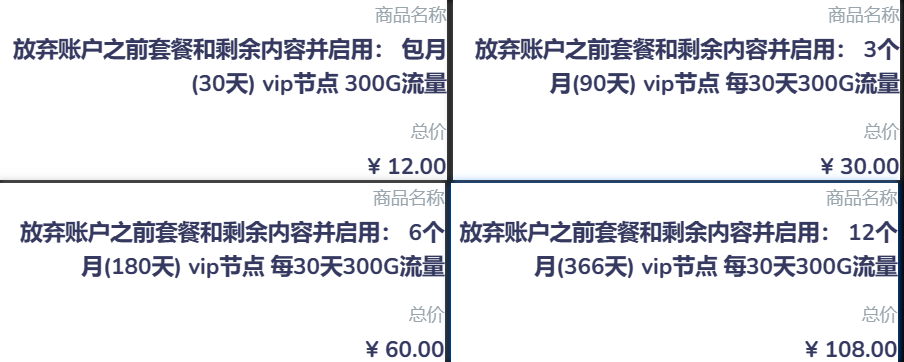 商品名称
放弃账户之前套餐和剩余内容并启用： 包月
(30天) vip节点 300G流量
总价
¥ 12.00
商品名称
放弃账户之前套餐和剩余内容并启用： 3个
月(90天) vip节点 每30天300G流量
总价
¥ 30.00
商品名称
放弃账户之前套餐和剩余内容并启用： 6个
月(180天) vip节点 每30天300G流量
总价
¥ 60.00
商品名称
放弃账户之前套餐和剩余内容并启用： 12个
月(366天) vip节点 每30天300G流量
总价
¥ 108.00